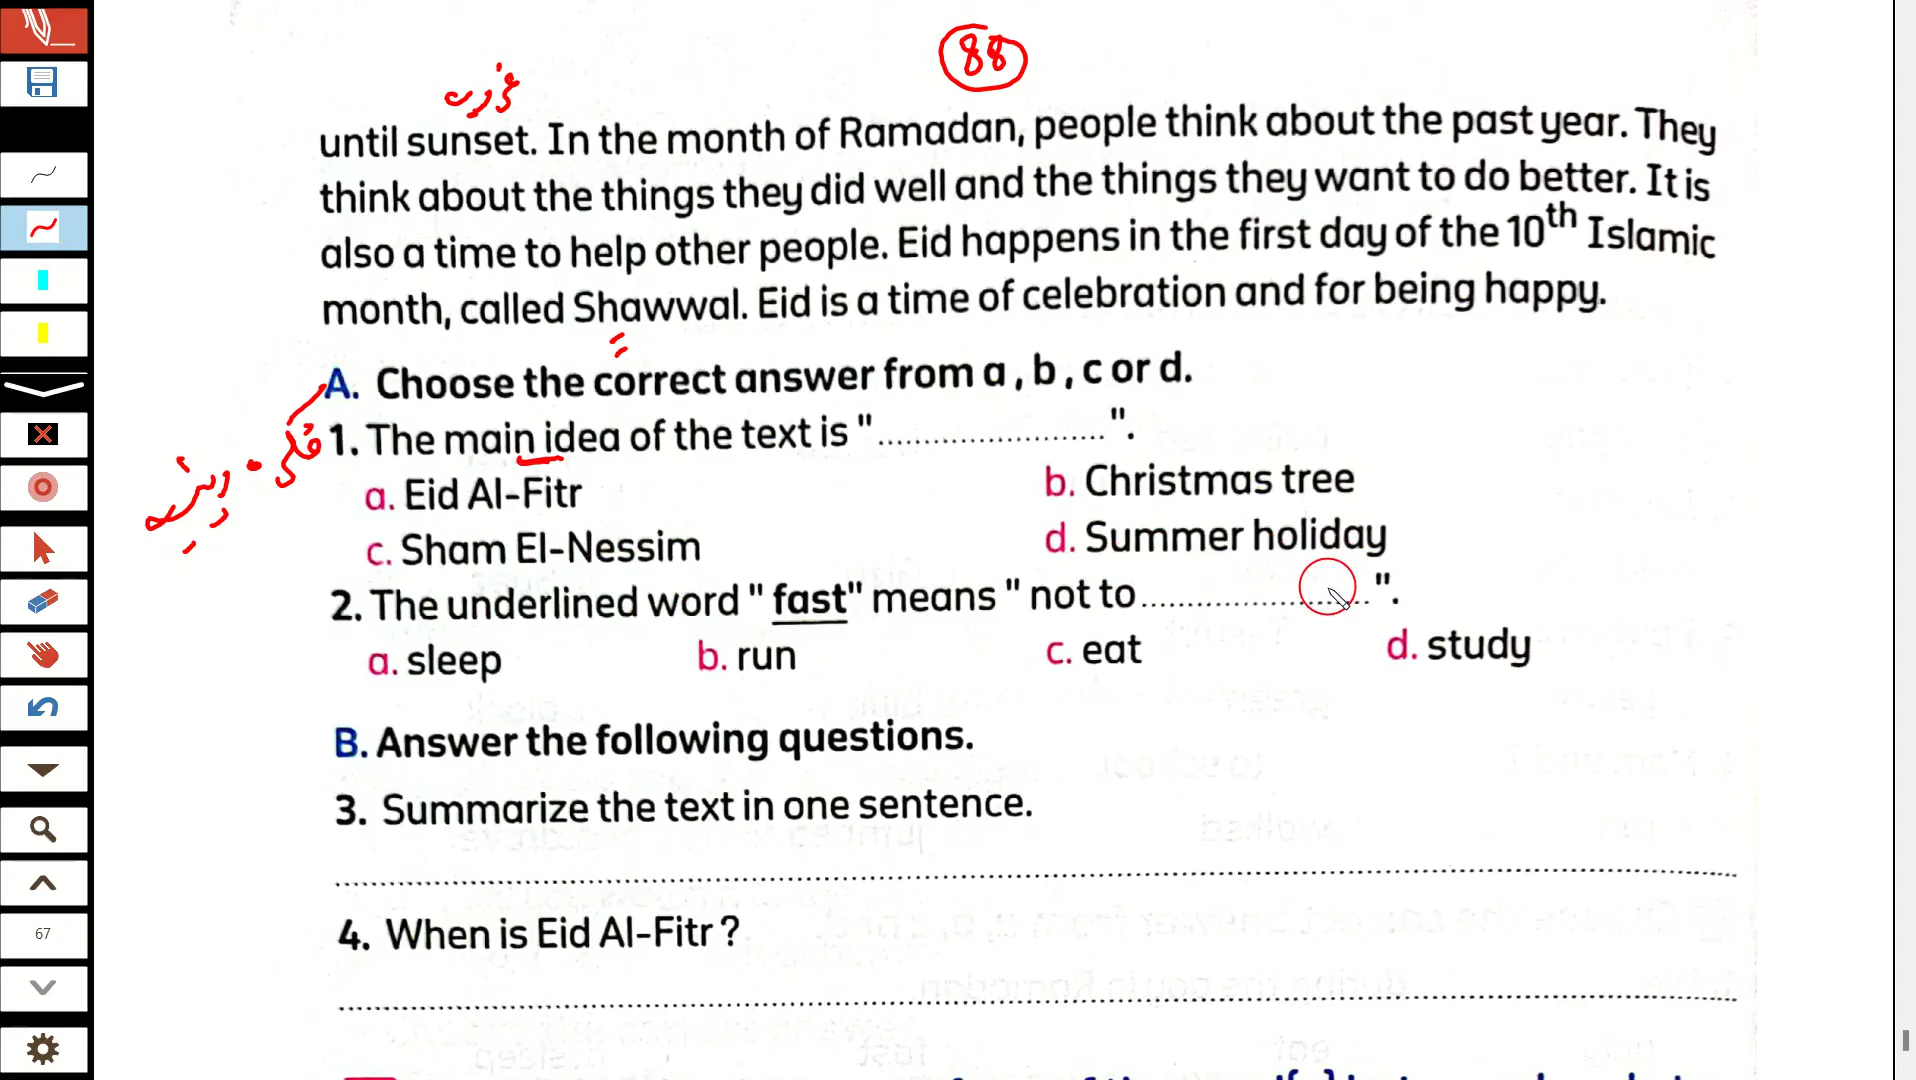 88
غروب
until sunset. In the month of Ramadan, people think about the past year. They
think about the things they did well and the things they want to do better. It is
also a time to help other people. Eid happens in the first day of the 10th Islamic
month, called Shawwal. Eid is a time of celebration and for being happy.
A. Choose the correct answer from a , b , c or d.
1. The main idea of the text is "........................".
a. Eid Al-Fitr b. Christmas tree
c. Sham El-Nessim d. Summer holiday
2. The underlined word " fast" means " not to ........................ ".
a. sleep b. run c. eat d. study
B. Answer the following questions.
3. Summarize the text in one sentence.
4. When is Eid Al-Fitr ?
67